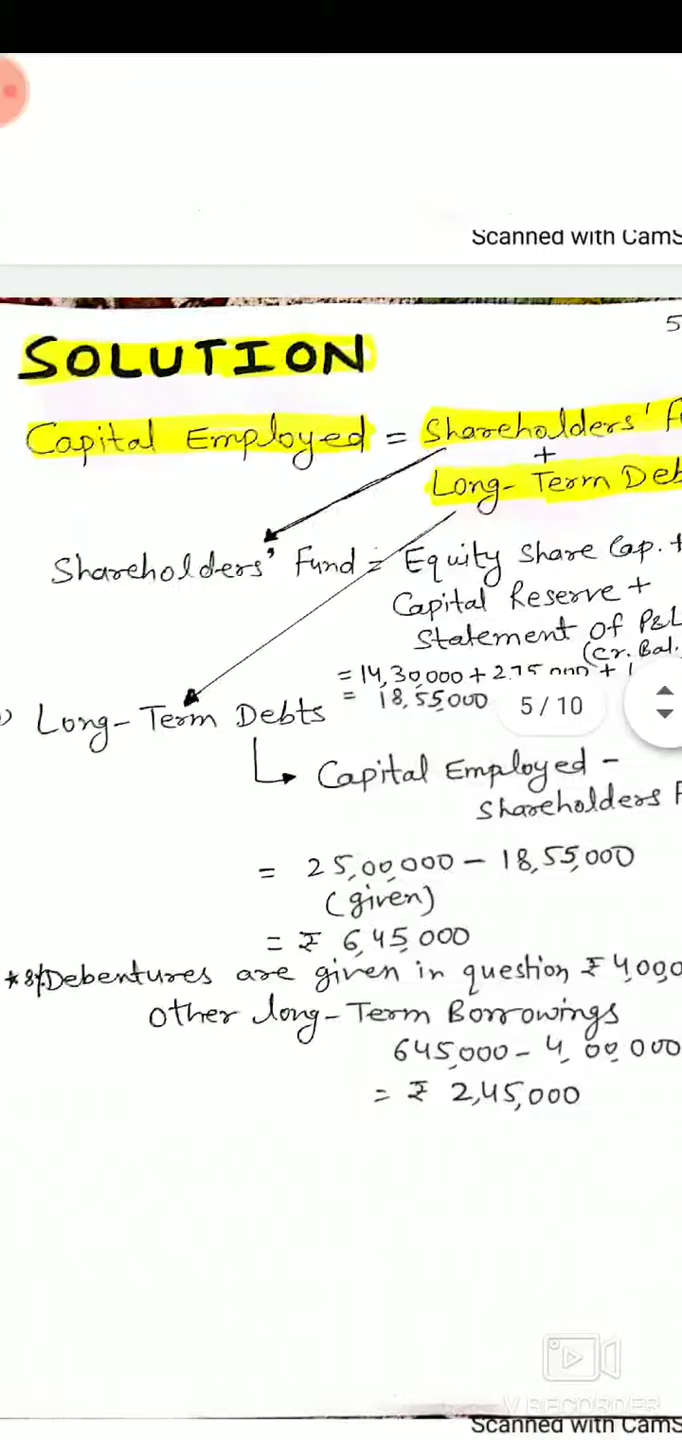 Scanned with CamS
5
SOLUTION
Capital Employed = Shareholders' F
+
Long-Term Deb
Shareholders' Fund = Equity Share Cap. +
Capital Reserve +
Statement of P&L
(Cr. Bal.
= 14,30,000 + 2,75,000 +
= 18,55,000
5 / 10
) Long-Term Debts
Capital Employed -
Shareholders F
= 25,00,000 - 18,55,000
(given)
= ₹ 6,45,000
* 8% Debentures are given in question ₹ 4,00,0
Other long-Term Borrowings
645,000 - 4,00,000
= ₹ 2,45,000
V RECORDER
Scanned with CamS